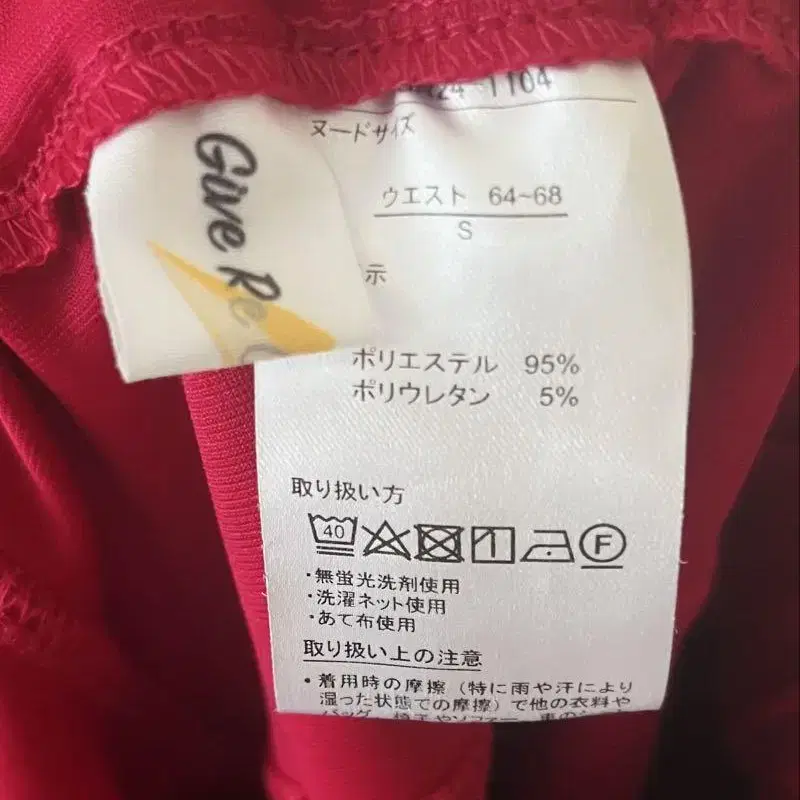 1104
ヌードサイズ
Give
ウエスト 64~68
S
示
ポリエステル 95%
ポリウレタン 5%
取り扱い方
40
F
・無蛍光洗剤使用
・洗濯ネット使用
・あて布使用
取り扱い上の注意
・着用時の摩擦（特に雨や汗により
湿った状態での摩擦）で他の衣料や